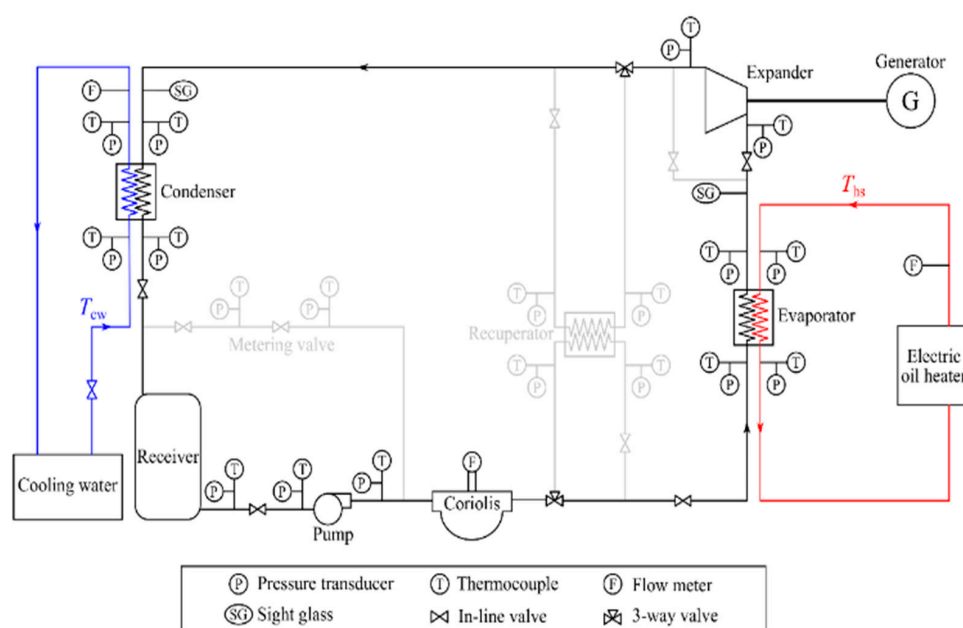 T
P
Expander
Generator
G
F
SG
T
T
P
P
T
P
Condenser
SG
T_hs
T
T
P
P
T
T
P
P
F
T_cw
T
P
T
P
Metering valve
T
T
P
P
Recuperator
T
T
P
P
Evaporator
T
T
P
P
Electric
oil heater
Receiver
Cooling water
T
P
T
P
T
P
Pump
F
Coriolis
P Pressure transducer
T Thermocouple
F Flow meter
SG Sight glass
In-line valve
3-way valve